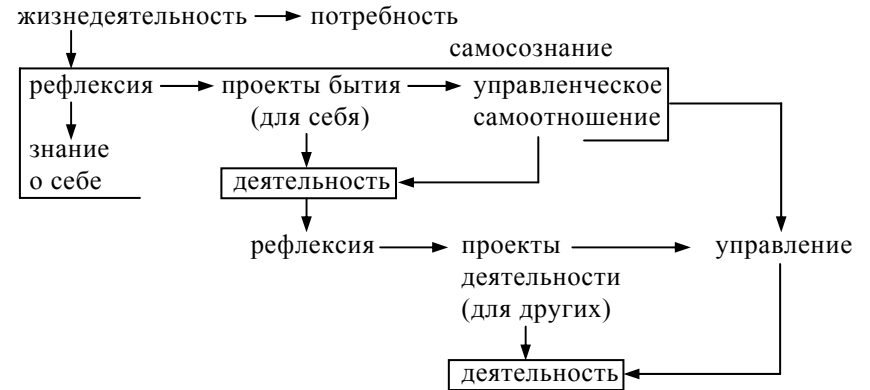 жизнедеятельность потребность
самосознание
рефлексия проекты бытия управленческое
(для себя) самоотношение
знание
о себе деятельность
рефлексия проекты управление
деятельности
(для других)
деятельность